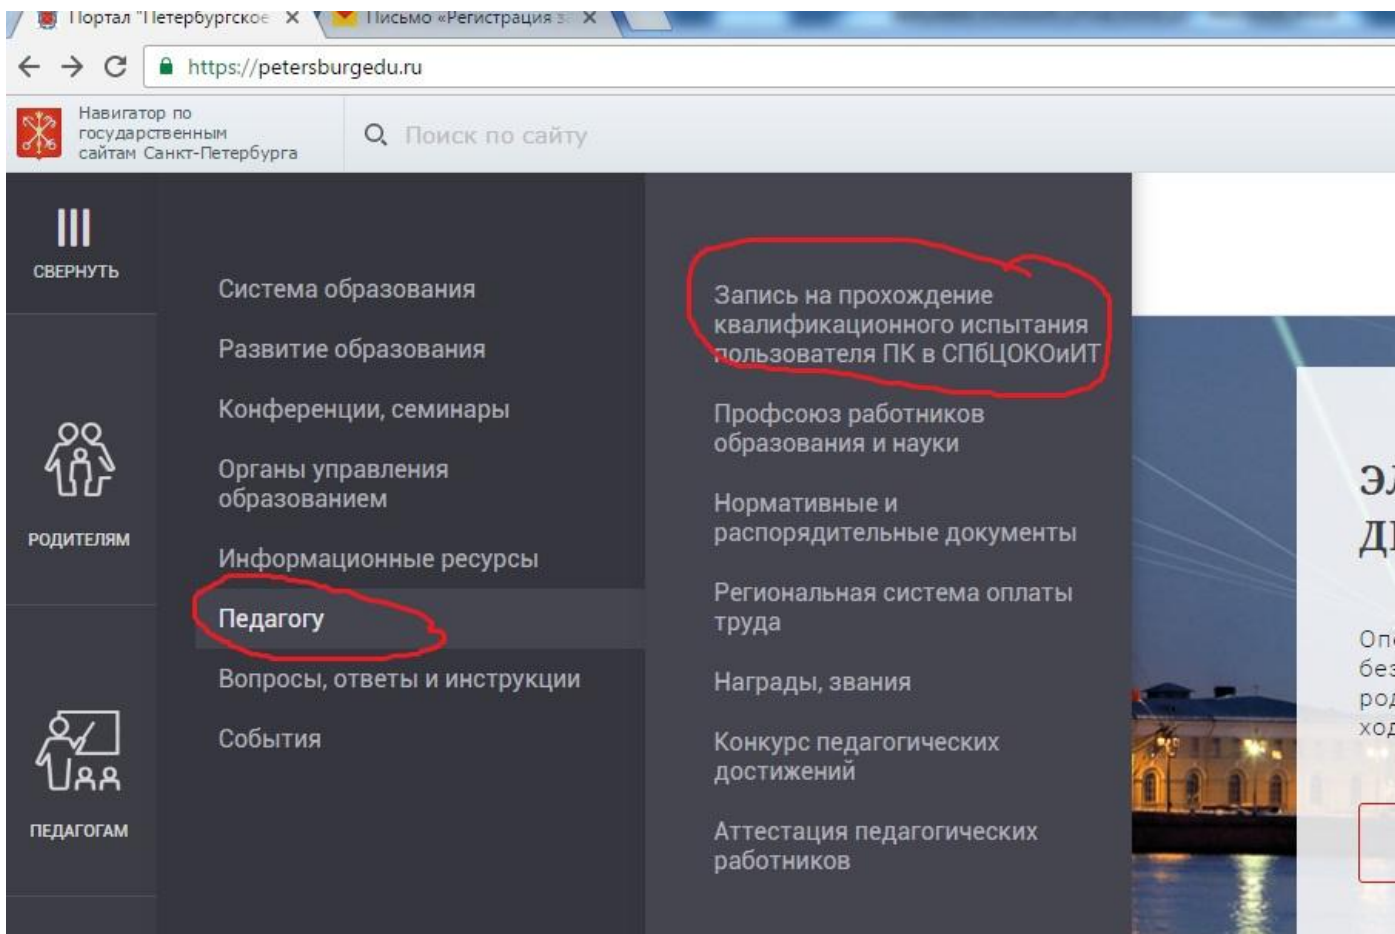 Портал "Петербургское
Письмо «Регистрация
https://petersburgedu.ru
Навигатор по
государственным
сайтам Санкт-Петербурга
Поиск по сайту
СВЕРНУТЬ
РОДИТЕЛЯМ
ПЕДАГОГАМ
Система образования
Развитие образования
Конференции, семинары
Органы управления
образованием
Информационные ресурсы
Педагогу
Вопросы, ответы и инструкции
События
Запись на прохождение
квалификационного испытания
пользователя ПК в СПбЦОКОиИТ
Профсоюз работников
образования и науки
Нормативные и
распорядительные документы
Региональная система оплаты
труда
Награды, звания
Конкурс педагогических
достижений
Аттестация педагогических
работников